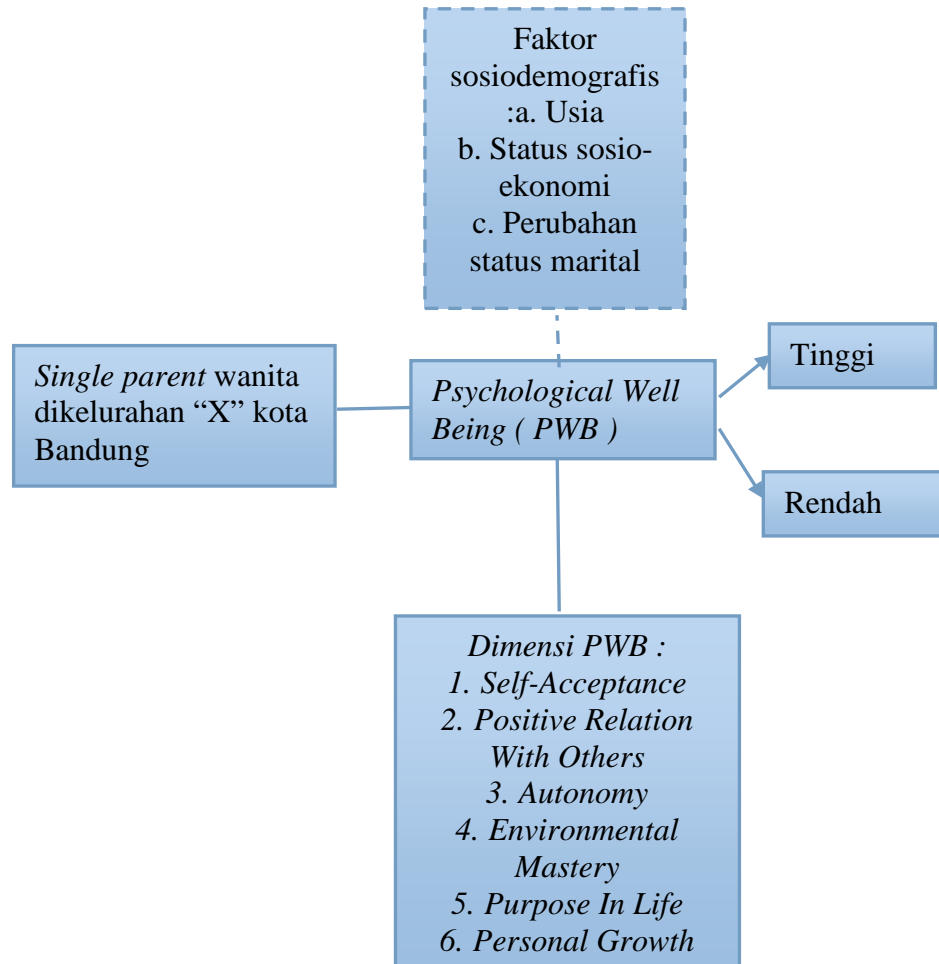 Faktor
sosiodemografis
:a. Usia
b. Status sosio-
ekonomi
c. Perubahan
status marital
Single parent wanita
dikelurahan “X” kota
Bandung
Psychological Well
Being ( PWB )
Tinggi
Rendah
Dimensi PWB :
1. Self-Acceptance
2. Positive Relation
With Others
3. Autonomy
4. Environmental
Mastery
5. Purpose In Life
6. Personal Growth